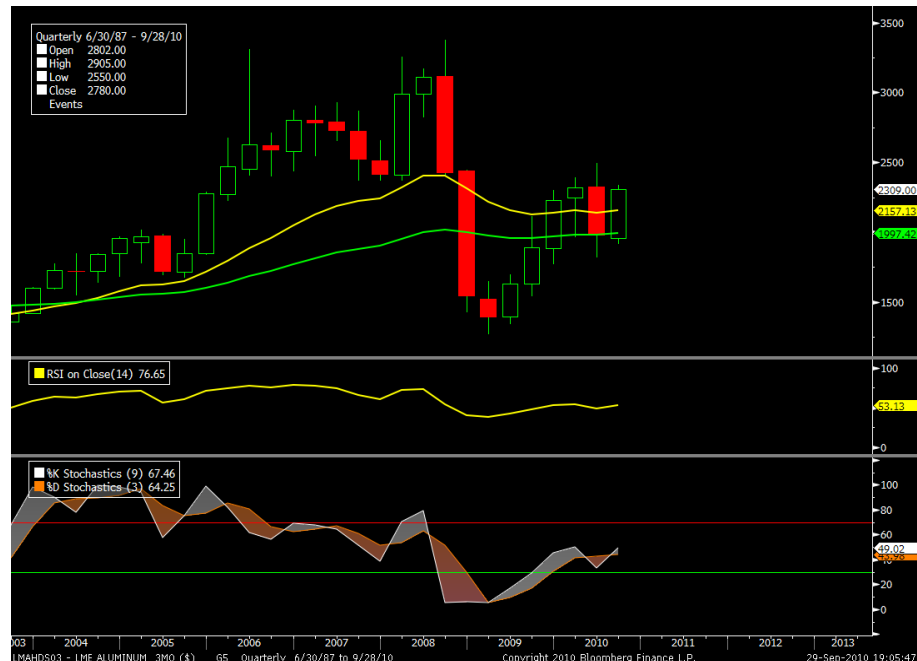 Quarterly 6/30/87 - 9/28/10
Open 2802.00
High 2905.00
Low 2550.00
Close 2780.00
Events
3500
3000
2500
2309.00
2157.13
1997.42
1500
RSI on Close(14) 76.65
100
53.13
0
%K Stochastics (9) 67.46
%D Stochastics (3) 64.25
100
80
60
49.02
40
20
0
003 2004 2005 2006 2007 2008 2009 2010 2011 2012 2013
LMAHDS03 - LME ALUMINUM 3MO ($) G5 Quarterly 6/30/87 to 9/28/10 Copyright 2010 Bloomberg Finance L.P. 29-Sep-2010 19:05:47